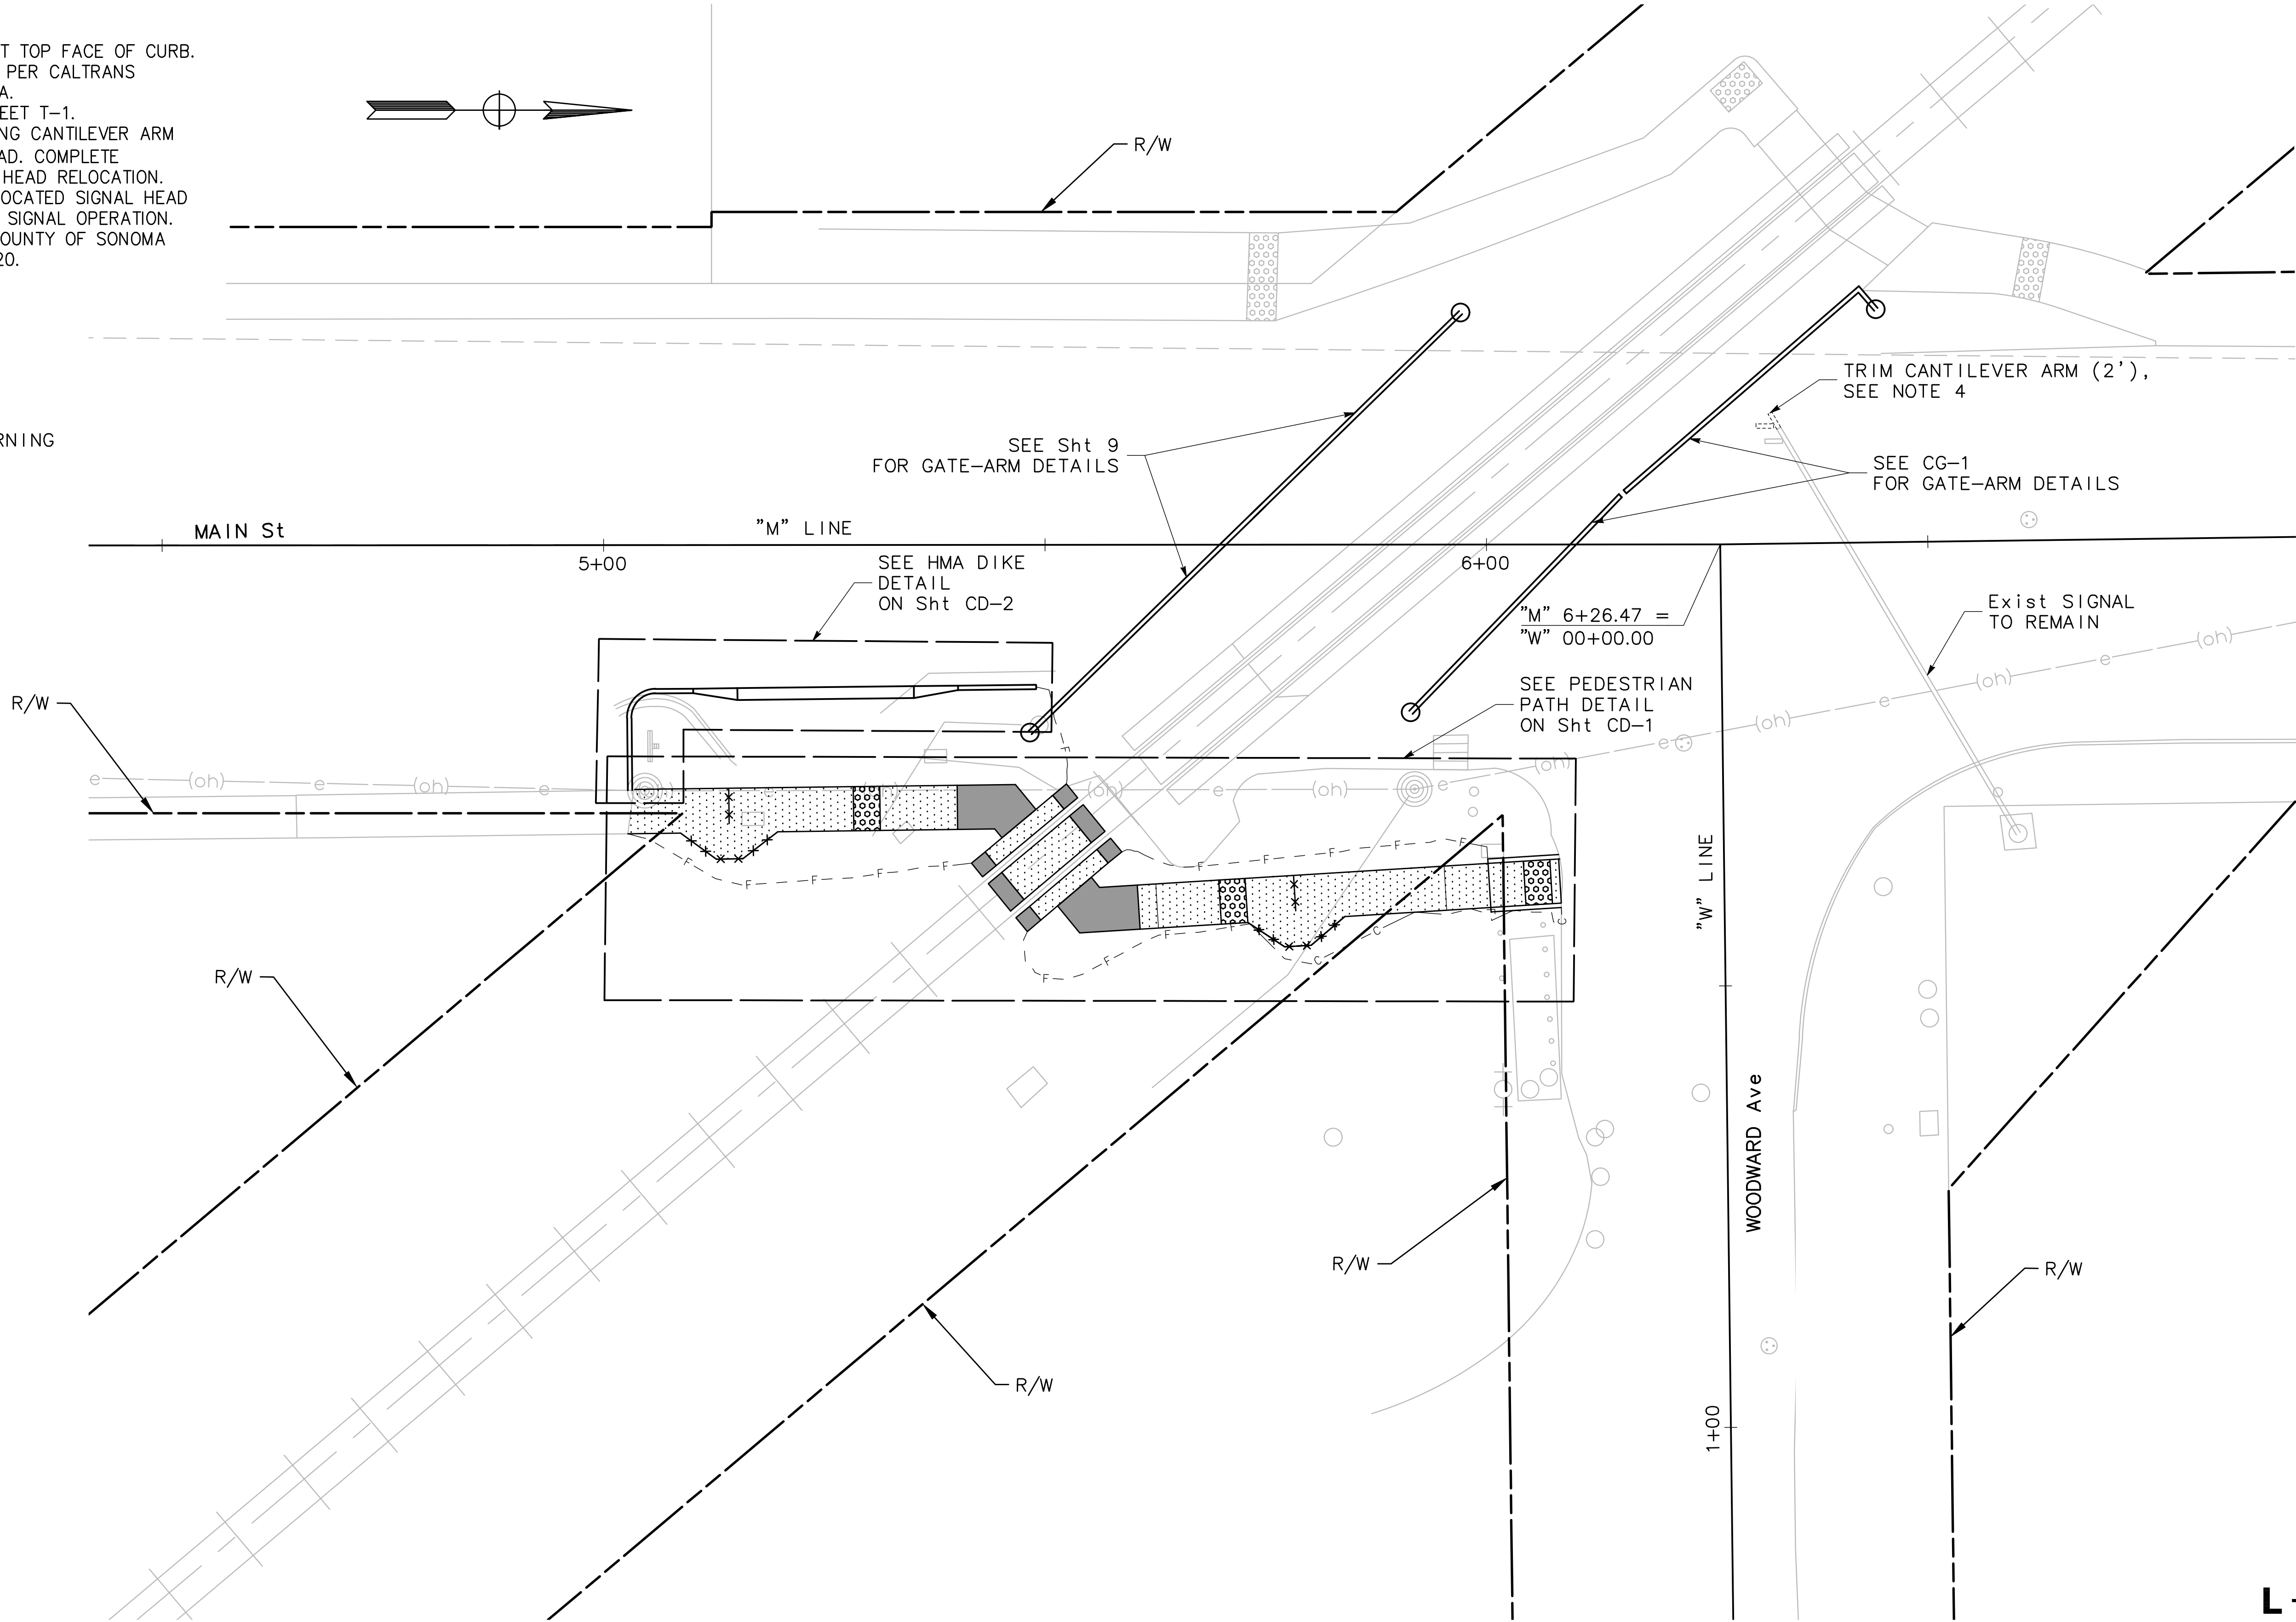 T TOP FACE OF CURB.
PER CALTRANS
A.
EET T-1.
NG CANTILEVER ARM
AD. COMPLETE
HEAD RELOCATION.
OCATED SIGNAL HEAD
SIGNAL OPERATION.
OUNTY OF SONOMA
20.
R/W
TRIM CANTILEVER ARM (2'),
SEE NOTE 4
RNING
SEE Sht 9
FOR GATE-ARM DETAILS
SEE CG-1
FOR GATE-ARM DETAILS
MAIN St
"M" LINE
5+00
6+00
SEE HMA DIKE
DETAIL
ON Sht CD-2
"M" 6+26.47 =
"W" 00+00.00
Exist SIGNAL
TO REMAIN
SEE PEDESTRIAN
PATH DETAIL
ON Sht CD-1
R/W
e (oh) e (oh) e (oh) e (oh) e (oh) e (oh) e (oh) e (oh)
F
F F F F F F F F F F
F F F F
C C
"W" LINE
R/W
WOODWARD Ave
R/W
R/W
R/W
1+00
L